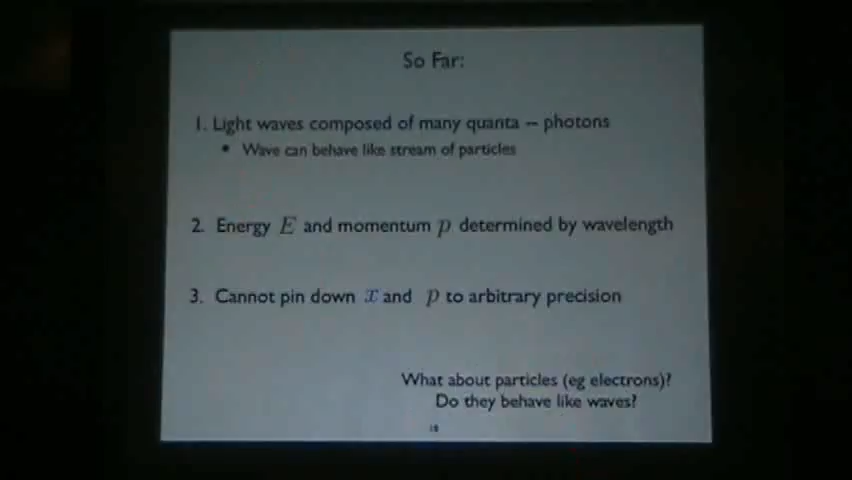 So Far:
1. Light waves composed of many quanta -- photons
• Wave can behave like stream of particles
2. Energy E and momentum p determined by wavelength
3. Cannot pin down x and p to arbitrary precision
What about particles (eg electrons)?
Do they behave like waves?
18